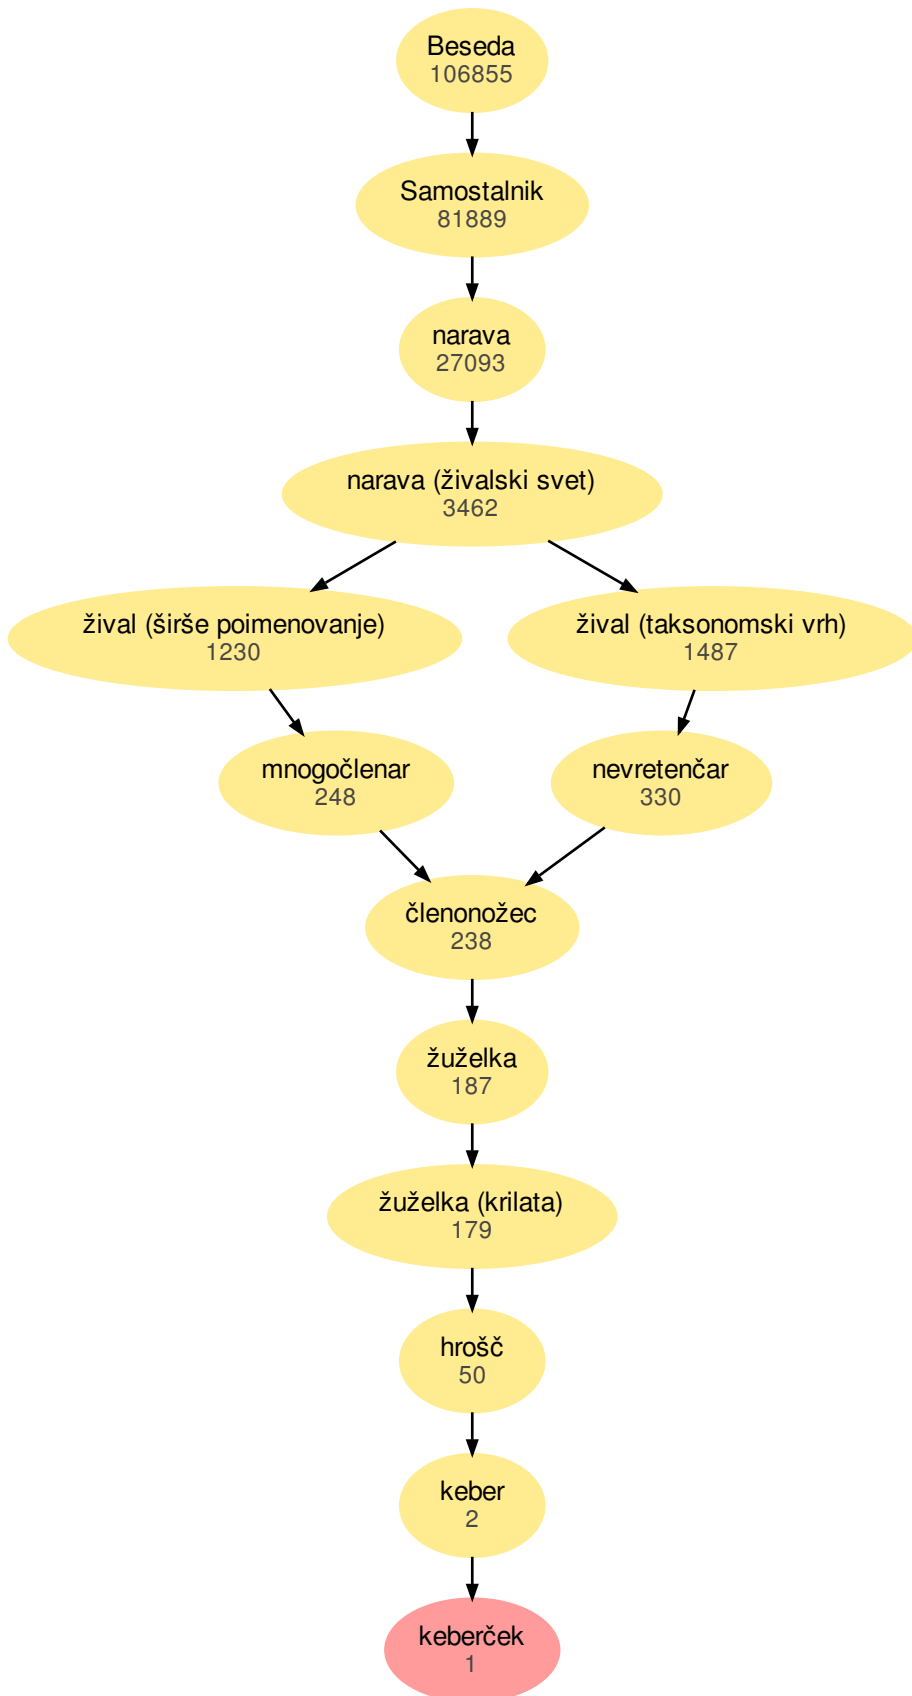 Beseda
106855
Samostalnik
81889
narava
27093
narava (živalski svet)
3462
žival (širše poimenovanje)
1230
žival (taksonomski vrh)
1487
mnogočlenar
248
nevretenčar
330
členonožec
238
žuželka
187
žuželka (krilata)
179
hrošč
50
keber
2
keberček
1